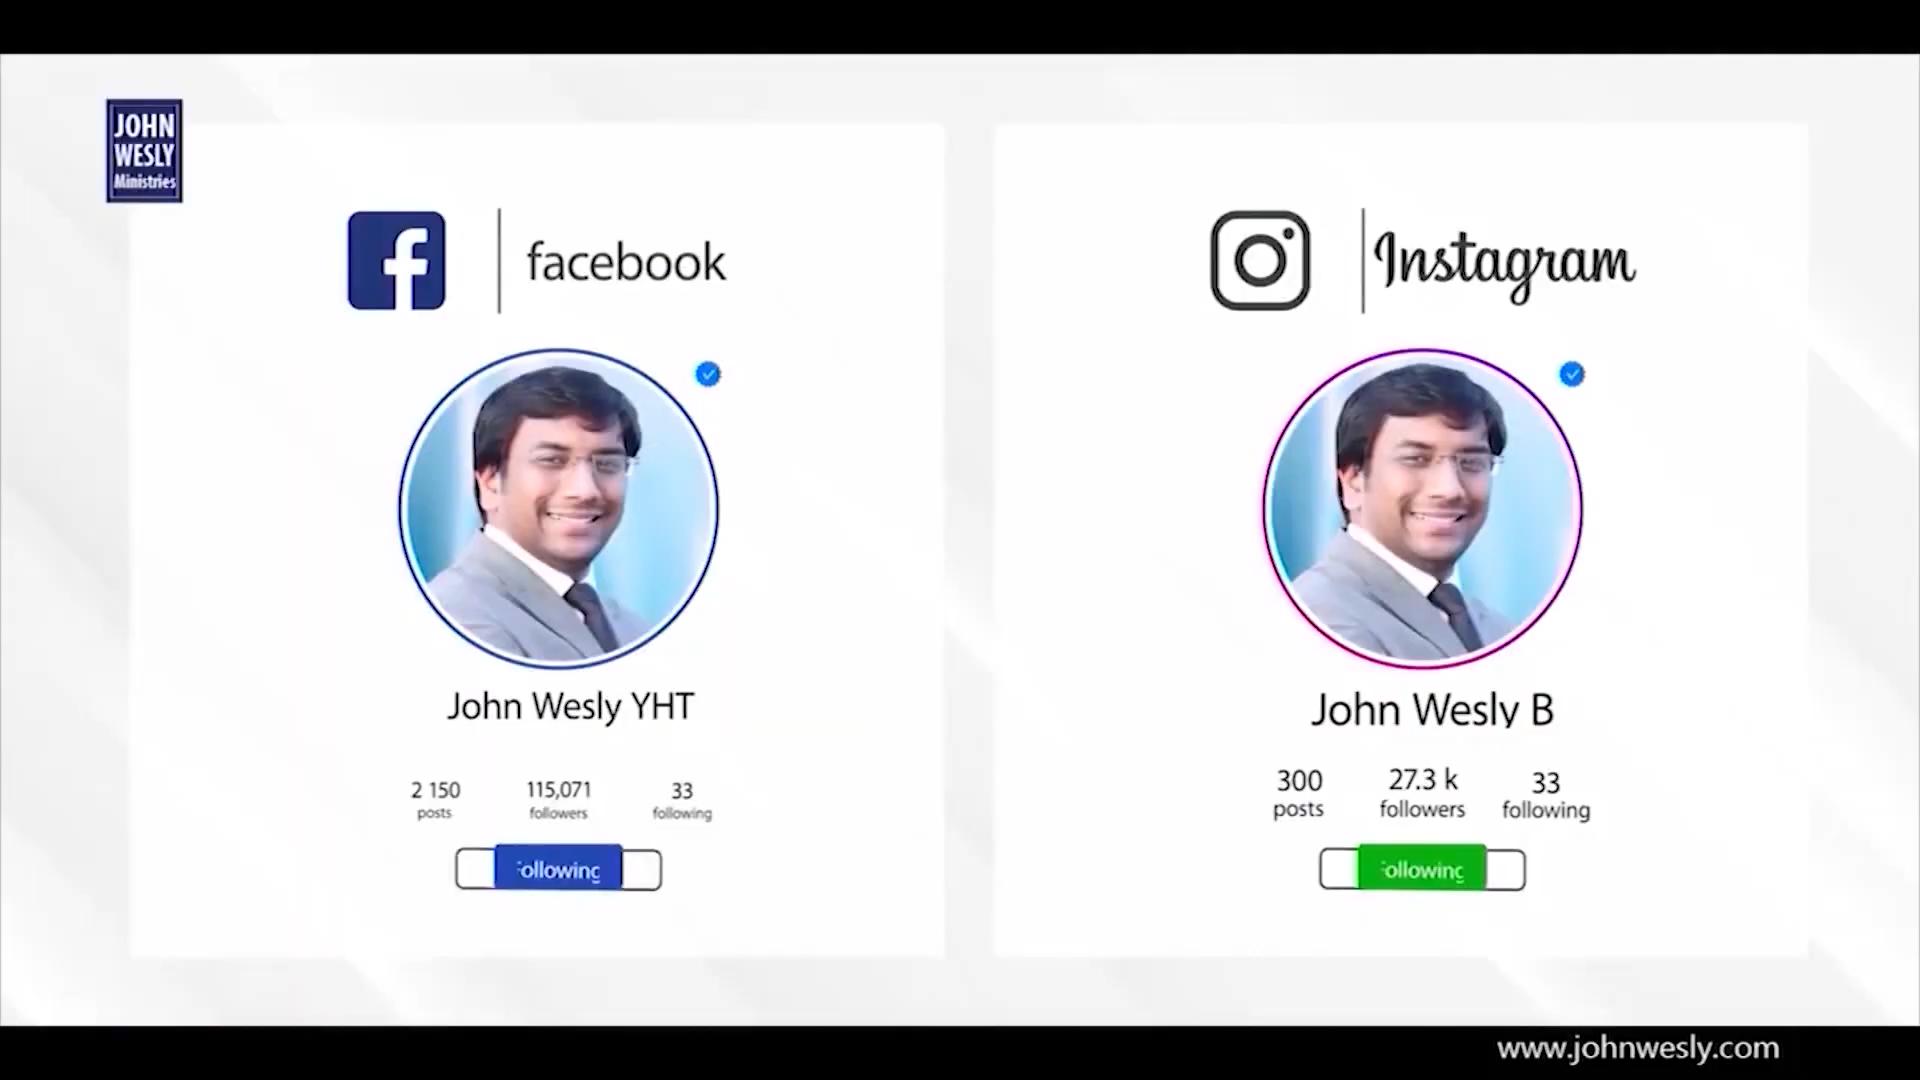 JOHN
WESLY
Ministries
facebook
John Wesly YHT
2 150 115,071 33
posts followers following
ollowing
Instagram
John Wesly B
300 27.3 k 33
posts followers following
ollowing
www.johnwesly.com